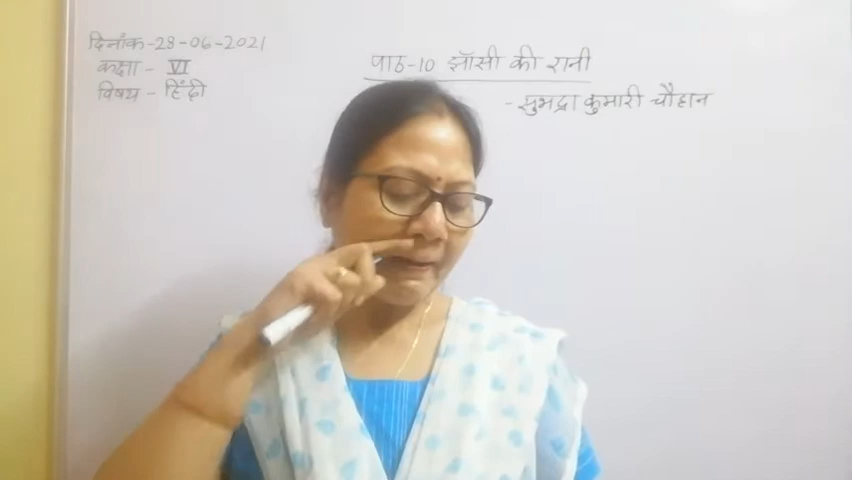 दिनाँक-28-06-2021
कक्षा - VI
विषय - हिंदी
पाठ-10 झाँसी की रानी
- सुभद्रा कुमारी चौहान